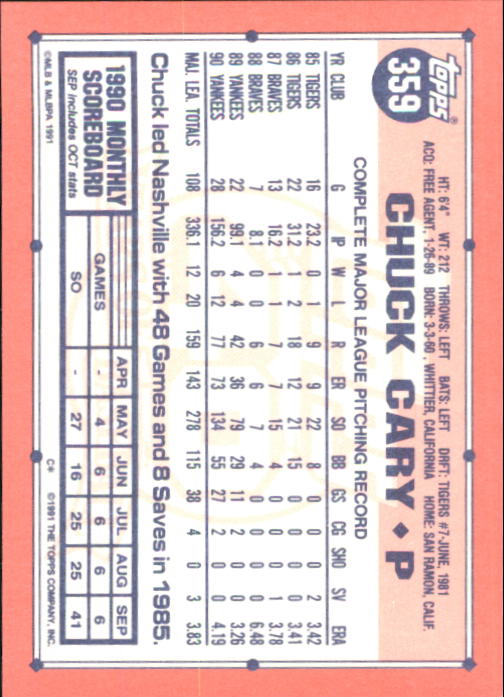 TOPPS®
359
HT: 6'4" WT: 212 THROWS: LEFT BATS: LEFT DRFT: TIGERS #7-JUNE, 1981
ACQ: FREE AGENT, 1-26-89 BORN: 3-3-60, WHITTIER, CALIFORNIA HOME: SAN RAMON, CALIF.
CHUCK CARY • P
COMPLETE MAJOR LEAGUE PITCHING RECORD
YR CLUB G IP W L R ER SO BB GS CG SHO SV ERA
85 TIGERS 16 23.2 0 1 9 9 22 8 0 0 0 2 3.42
86 TIGERS 22 31.2 1 2 18 12 21 15 0 0 0 0 3.41
87 BRAVES 13 16.2 1 1 7 7 15 4 0 0 0 1 3.78
88 BRAVES 7 8.1 0 0 6 6 7 4 0 0 0 0 6.48
89 YANKEES 22 99.1 4 4 42 36 79 29 11 2 0 0 3.26
90 YANKEES 28 156.2 6 12 77 73 134 55 27 2 0 0 4.19
MAJ. LEA. TOTALS 108 336.1 12 20 159 143 278 115 38 4 0 3 3.83
Chuck led Nashville with 48 Games and 8 Saves in 1985.
1990 MONTHLY
SCOREBOARD
SEP includes OCT stats
APR MAY JUN JUL AUG SEP
GAMES - 4 6 6 6 6
SO - 27 16 25 25 41
©MLB & MLBPA 1991 C* ©1991 THE TOPPS COMPANY, INC.